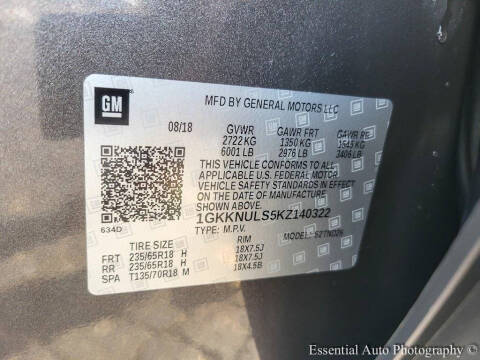 GM
MFD BY GENERAL MOTORS LLC
08/18 GVWR GAWR FRT GAWR RR
2722 KG 1350 KG 1545 KG
6001 LB 2976 LB 3406 LB
THIS VEHICLE CONFORMS TO ALL
APPLICABLE U.S. FEDERAL MOTOR
VEHICLE SAFETY STANDARDS IN
EFFECT ON THE DATE OF MANUFACTURE
SHOWN ABOVE.
1GKKNULS5KZ140322
634D TYPE: M.P.V. MODEL:
TIRE SIZE RIM
FRT 235/65R18 H 18X7.5J
RR 235/65R18 H 18X7.5J
SPA T135/70R18 M 18X4.5B
Essential Auto Photography (C)